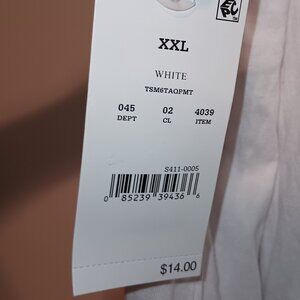 XXL
WHITE
TSM6TAQPMT
045 02 4039
DEPT CL ITEM
S411-0005
0 85239 39436 6
$14.00